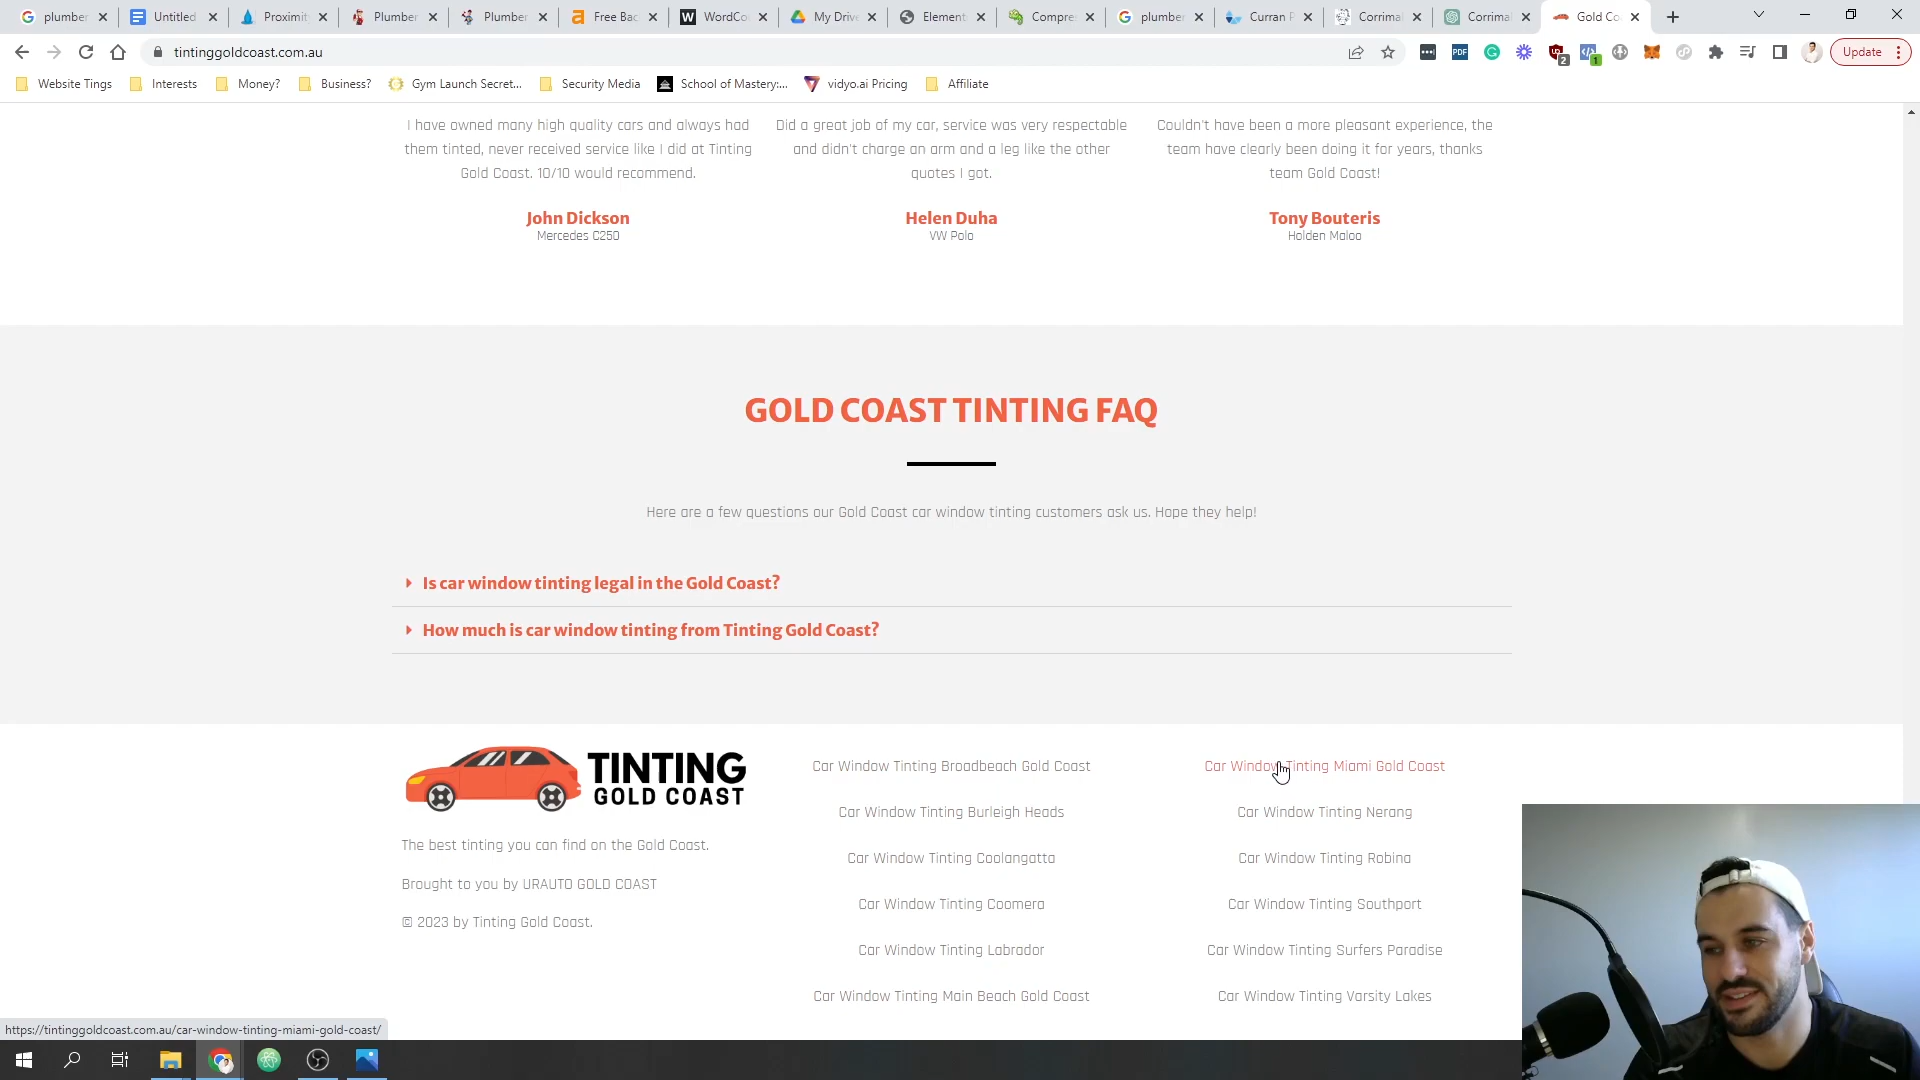 plumber
Untitled
Proximit
Plumber
Plumber
Free Bac
WordCo
My Drive
Element
Compre
plumber
Curran P
Corrimal
Corrimal
Gold Co
tintinggoldcoast.com.au
PDF
2
1
Update
Website Tings
Interests
Money?
Business?
Gym Launch Secret...
Security Media
School of Mastery:...
vidyo.ai Pricing
Affiliate
I have owned many high quality cars and always had
them tinted, never received service like I did at Tinting
Gold Coast. 10/10 would recommend.
John Dickson
Mercedes C250
Did a great job of my car, service was very respectable
and didn't charge an arm and a leg like the other
quotes I got.
Helen Duha
VW Polo
Couldn't have been a more pleasant experience, the
team have clearly been doing it for years, thanks
team Gold Coast!
Tony Bouteris
Holden Maloo
GOLD COAST TINTING FAQ
Here are a few questions our Gold Coast car window tinting customers ask us. Hope they help!
Is car window tinting legal in the Gold Coast?
How much is car window tinting from Tinting Gold Coast?
TINTING
GOLD COAST
The best tinting you can find on the Gold Coast.
Brought to you by URAUTO GOLD COAST
© 2023 by Tinting Gold Coast.
Car Window Tinting Broadbeach Gold Coast
Car Window Tinting Burleigh Heads
Car Window Tinting Coolangatta
Car Window Tinting Coomera
Car Window Tinting Labrador
Car Window Tinting Main Beach Gold Coast
Car Window Tinting Miami Gold Coast
Car Window Tinting Nerang
Car Window Tinting Robina
Car Window Tinting Southport
Car Window Tinting Surfers Paradise
Car Window Tinting Varsity Lakes
https://tintinggoldcoast.com.au/car-window-tinting-miami-gold-coast/